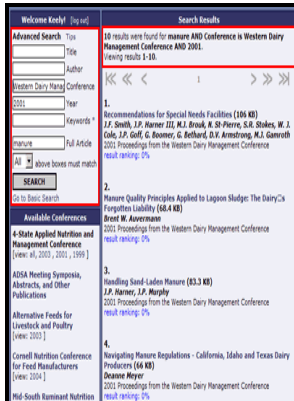 Welcome Keely! [log out]
Advanced Search Tips
Title
Author
Western Dairy Manag Conference
2001 Year
Keywords *
manure Full Article
All above boxes must match
SEARCH
Go to Basic Search
Available Conferences
4-State Applied Nutrition and
Management Conference
[view: all, 2003 , 2001 , 1999 ]
ADSA Meeting Symposia,
Abstracts, and Other
Publications
Alternative Feeds for
Livestock and Poultry
[view: 2003 ]
Cornell Nutrition Conference
for Feed Manufacturers
[view: 2004 ]
Mid-South Ruminant Nutrition
Search Results
10 results were found for manure AND Conference is Western Dairy
Management Conference AND 2001.
Viewing results 1-10.
1
1.
Recommendations for Special Needs Facilities (106 KB)
J.F. Smith, J.P. Harner III, M.J. Brouk, N. St-Pierre, S.R. Stokes, W. J.
Cole, J.P. Goff, G. Boomer, G. Bethard, D.V. Armstrong, M.J. Gamroth
2001 Proceedings from the Western Dairy Management Conference
result ranking: 0%
2.
Manure Quality Principles Applied to Lagoon Sludge: The Dairy□s
Forgotten Liability (68.4 KB)
Brent W. Auvermann
2001 Proceedings from the Western Dairy Management Conference
result ranking: 0%
3.
Handling Sand-Laden Manure (83.3 KB)
J.P. Harner, J.P. Murphy
2001 Proceedings from the Western Dairy Management Conference
result ranking: 0%
4.
Navigating Manure Regulations - California, Idaho and Texas Dairy
Producers (66 KB)
Deanne Meyer
2001 Proceedings from the Western Dairy Management Conference
result ranking: 0%